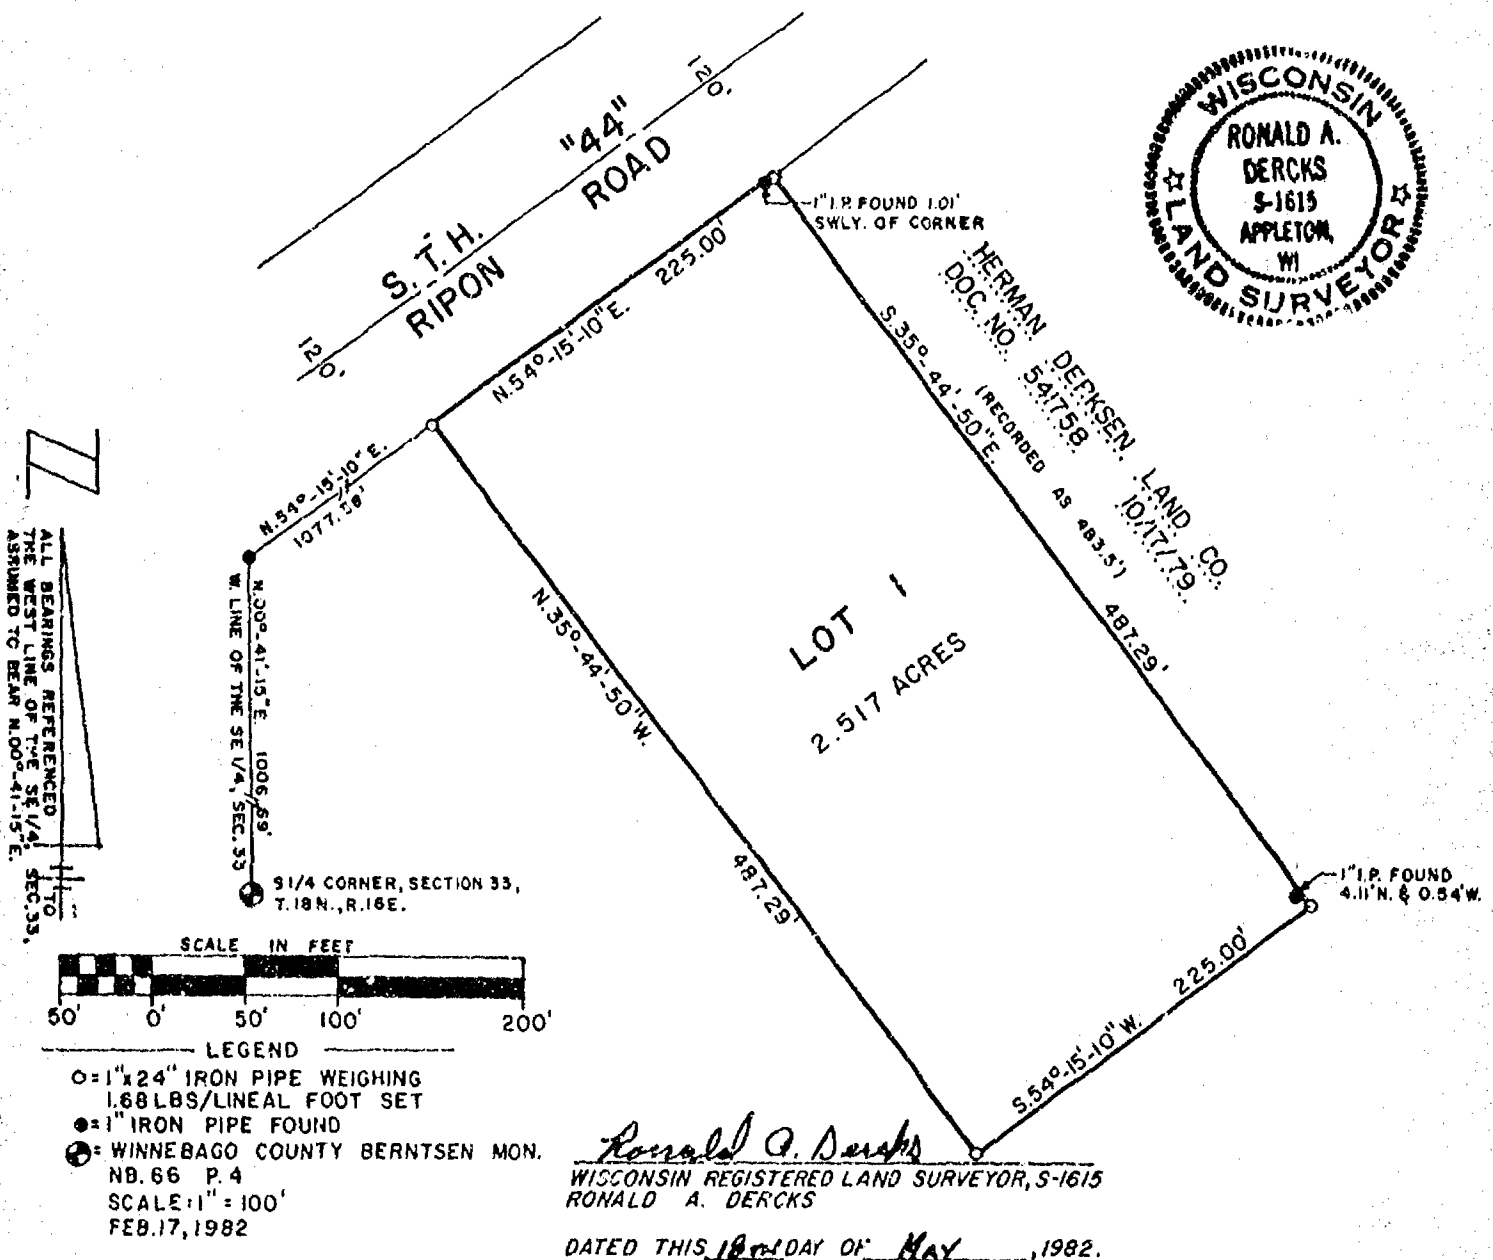 WISCONSIN
LAND SURVEYOR
RONALD A.
DERCKS
S-1615
APPLETON,
WI
120'
S. T. H. "44"
RIPON ROAD
120'
1" I.P. FOUND 1.01'
SWLY. OF CORNER
N.54°-15'-10"E. 225.00'
HERMAN DERKSEN LAND CO.
DOC. NO. 541758 10/17/79
S.35°-44'-50"E. 487.29'
(RECORDED AS 483.5')
N.54°-15'-10"E.
N.00°-41'-15"E. 1006.69'
W. LINE OF THE SE 1/4, SEC. 33
ALL BEARINGS REFERENCED TO
THE WEST LINE OF THE SE 1/4, SEC. 33,
ASSUMED TO BEAR N.00°-41'-15"E.
LOT 1
2.517 ACRES
N.35°-44'-50"W. 487.29'
S 1/4 CORNER, SECTION 33,
T.18N., R.16E.
1" I.P. FOUND
4.11'N. & 0.54'W.
S.54°-15'-10"W. 225.00'
SCALE IN FEET
50' 0' 50' 100' 200'
LEGEND
O = 1"x24" IRON PIPE WEIGHING
1.68 LBS/LINEAL FOOT SET
● = 1" IRON PIPE FOUND
= WINNEBAGO COUNTY BERNTSEN MON.
NB. 66 P. 4
SCALE: 1" = 100'
FEB. 17, 1982
Ronald A. Dercks
WISCONSIN REGISTERED LAND SURVEYOR, S-1615
RONALD A. DERCKS
DATED THIS DAY OF May, 1982.